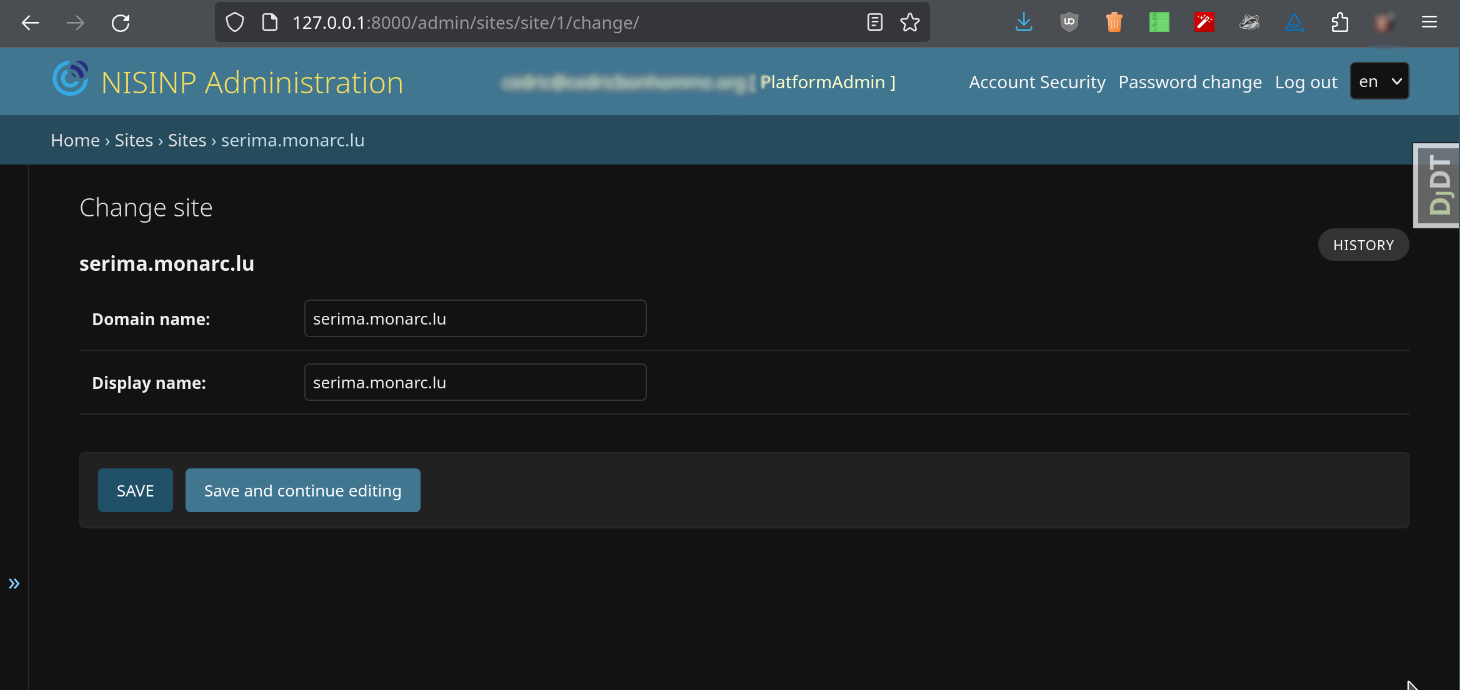 127.0.0.1:8000/admin/sites/site/1/change/
NISINP Administration
PlatformAdmin ]
Account Security Password change Log out en
Home › Sites › Sites › serima.monarc.lu
DjDT
Change site
HISTORY
serima.monarc.lu
Domain name: serima.monarc.lu
Display name: serima.monarc.lu
SAVE Save and continue editing
»